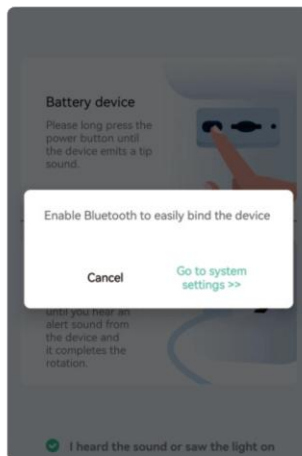 Battery device
Please long press the
power button until
the device emits a tip
sound.
Enable Bluetooth to easily bind the device
Cancel
Go to system
settings >>
until you hear an
alert sound from
the device and
it completes the
rotation.
I heard the sound or saw the light on